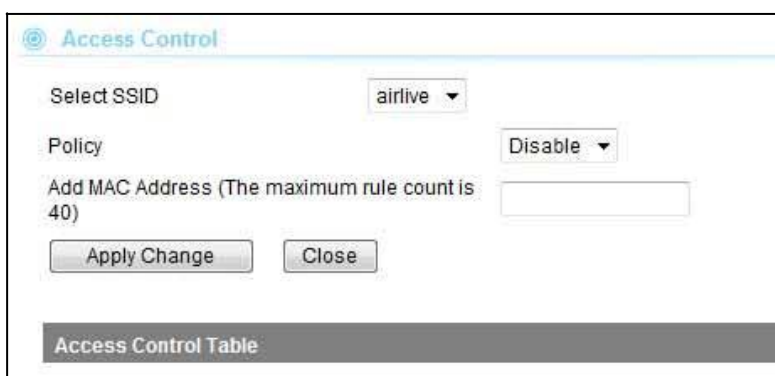 Access Control
Select SSID airlive
Policy Disable
Add MAC Address (The maximum rule count is
40)
Apply Change Close
Access Control Table